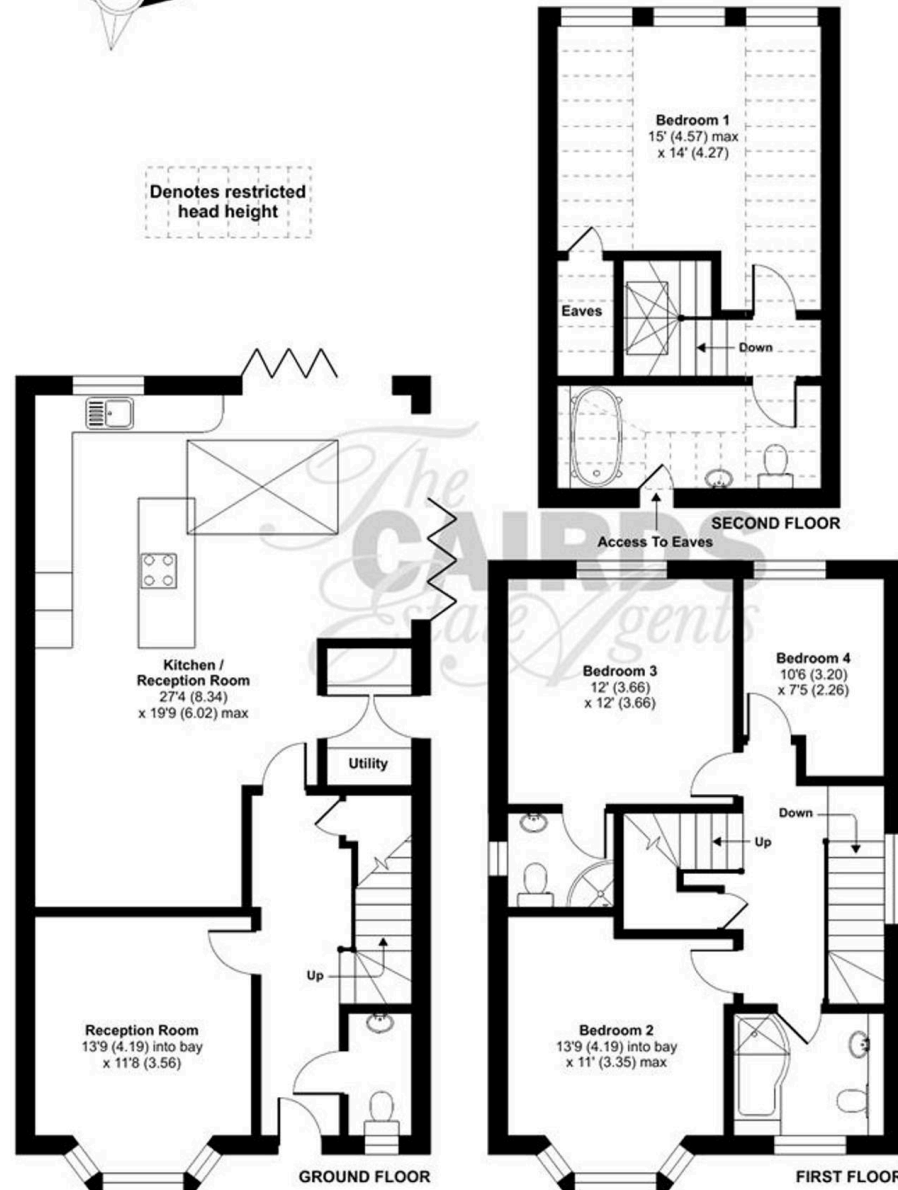 Denotes restricted
head height
Bedroom 1
15' (4.57) max
x 14' (4.27)
Eaves
Down
SECOND FLOOR
Access To Eaves
The
CAIRDS
Estate Agents
Kitchen /
Reception Room
27'4 (8.34)
x 19'9 (6.02) max
Utility
Up
Reception Room
13'9 (4.19) into bay
x 11'8 (3.56)
GROUND FLOOR
Bedroom 3
12' (3.66)
x 12' (3.66)
Bedroom 4
10'6 (3.20)
x 7'5 (2.26)
Down
Up
Bedroom 2
13'9 (4.19) into bay
x 11' (3.35) max
FIRST FLOOR